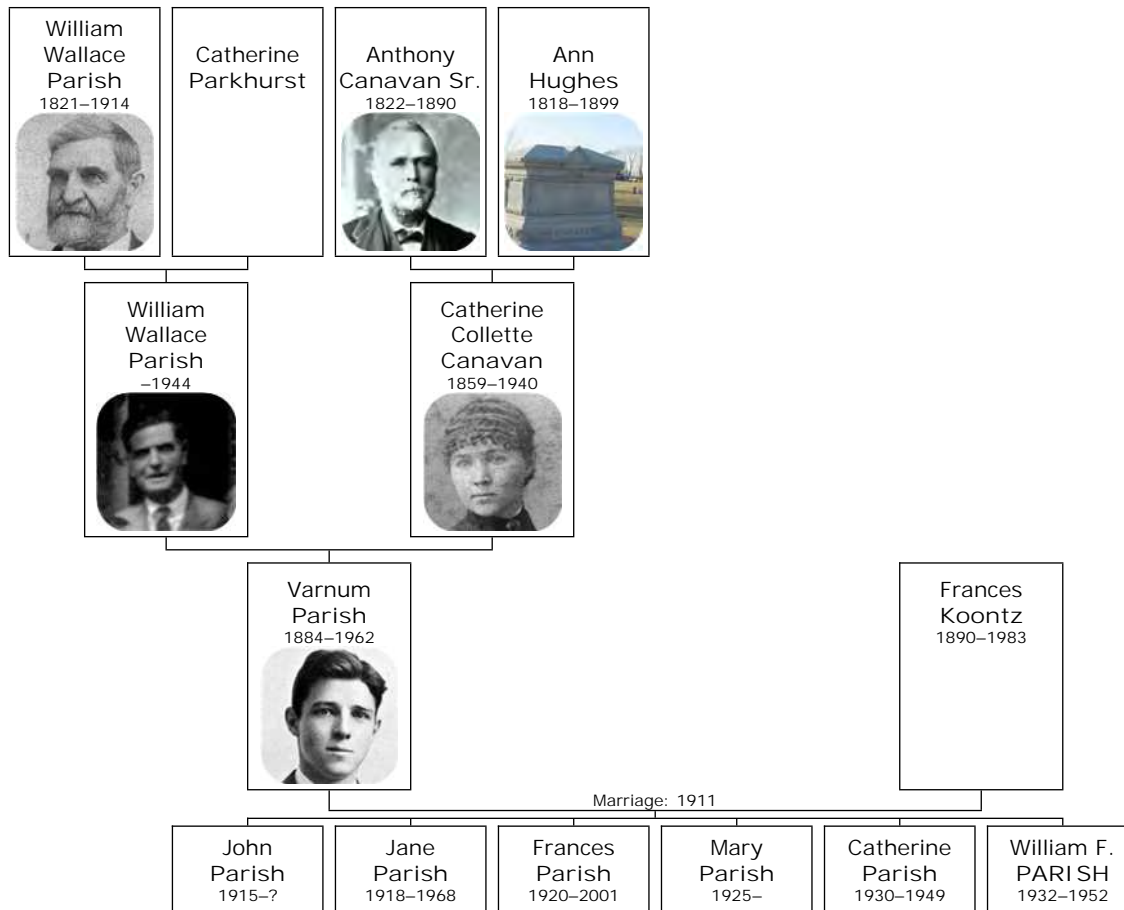 William
Wallace
Parish
1821–1914
Catherine
Parkhurst
Anthony
Canavan Sr.
1822–1890
Ann
Hughes
1818–1899
William
Wallace
Parish
–1944
Catherine
Collette
Canavan
1859–1940
Varnum
Parish
1884–1962
Frances
Koontz
1890–1983
Marriage: 1911
John
Parish
1915–?
Jane
Parish
1918–1968
Frances
Parish
1920–2001
Mary
Parish
1925–
Catherine
Parish
1930–1949
William F.
PARISH
1932–1952